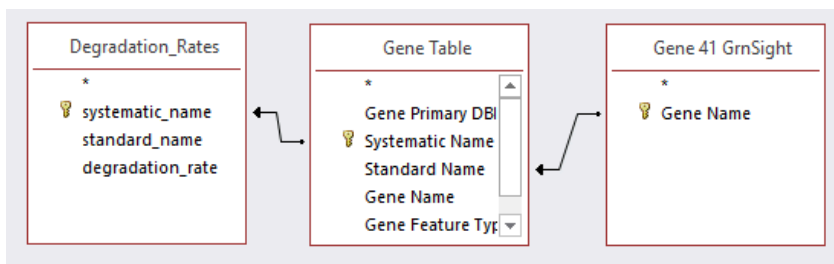 Degradation_Rates
*
systematic_name
standard_name
degradation_rate
Gene Table
*
Gene Primary DBI
Systematic Name
Standard Name
Gene Name
Gene Feature Typ
Gene 41 GrnSight
*
Gene Name